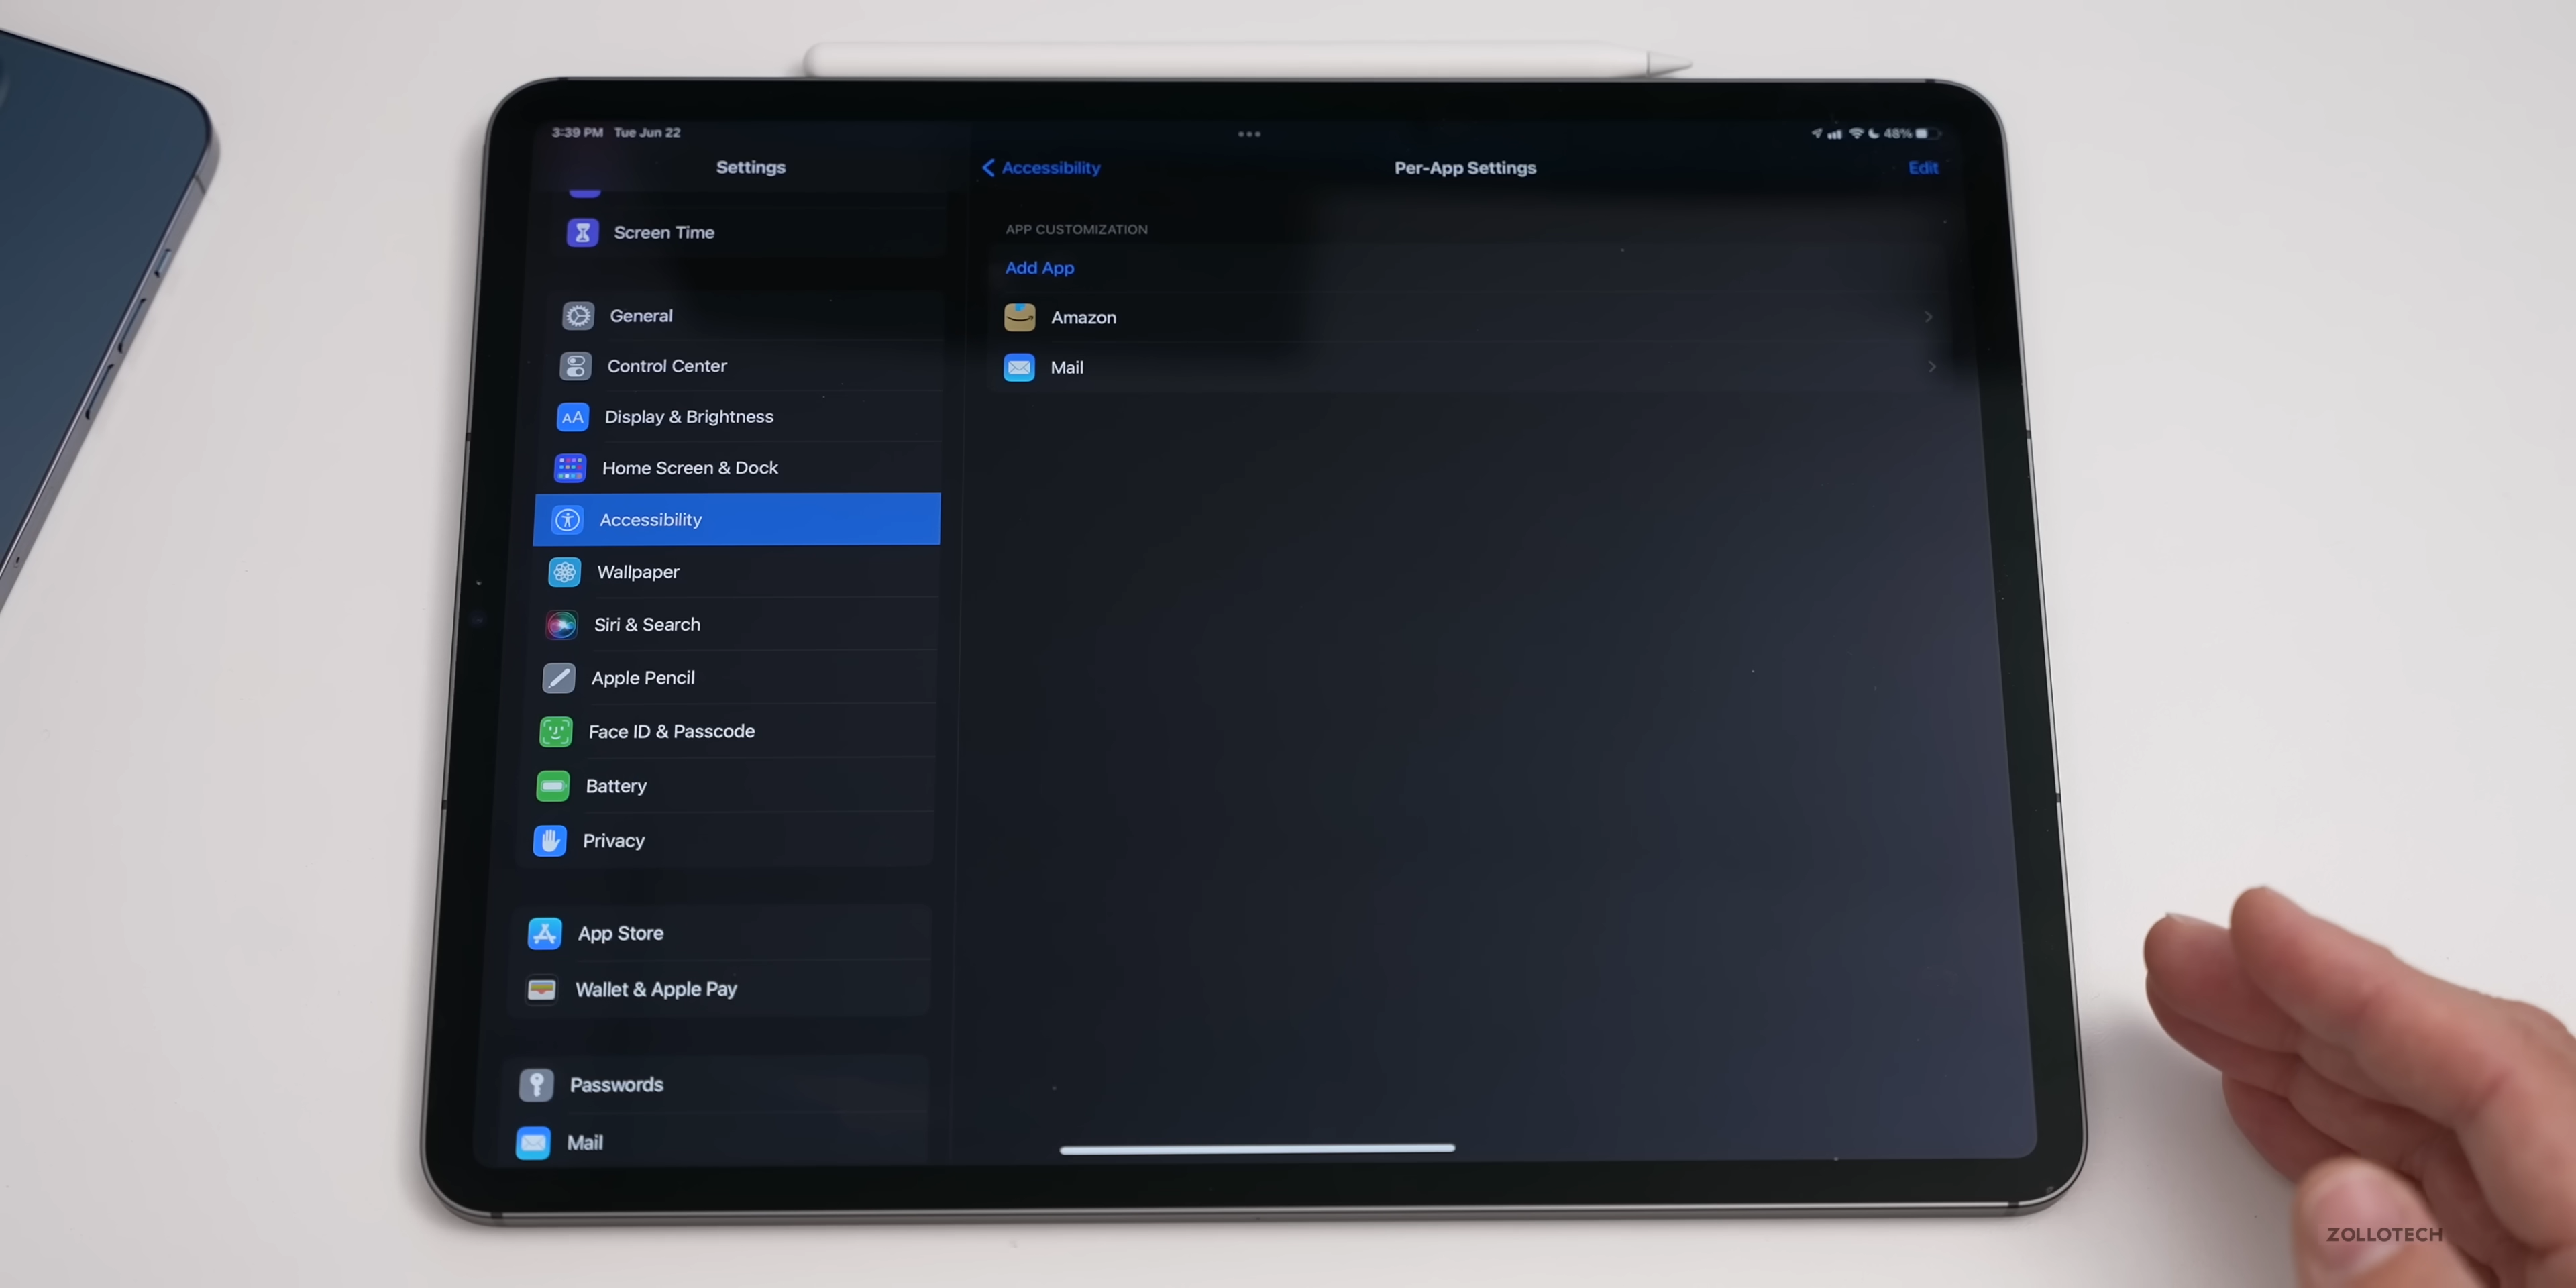 3:39 PM Tue Jun 22
48%
Settings
Screen Time
General
Control Center
AA Display & Brightness
Home Screen & Dock
Accessibility
Wallpaper
Siri & Search
Apple Pencil
Face ID & Passcode
Battery
Privacy
App Store
Wallet & Apple Pay
Passwords
Mail
Accessibility
Per-App Settings
Edit
APP CUSTOMIZATION
Add App
Amazon
Mail
ZOLLOTECH